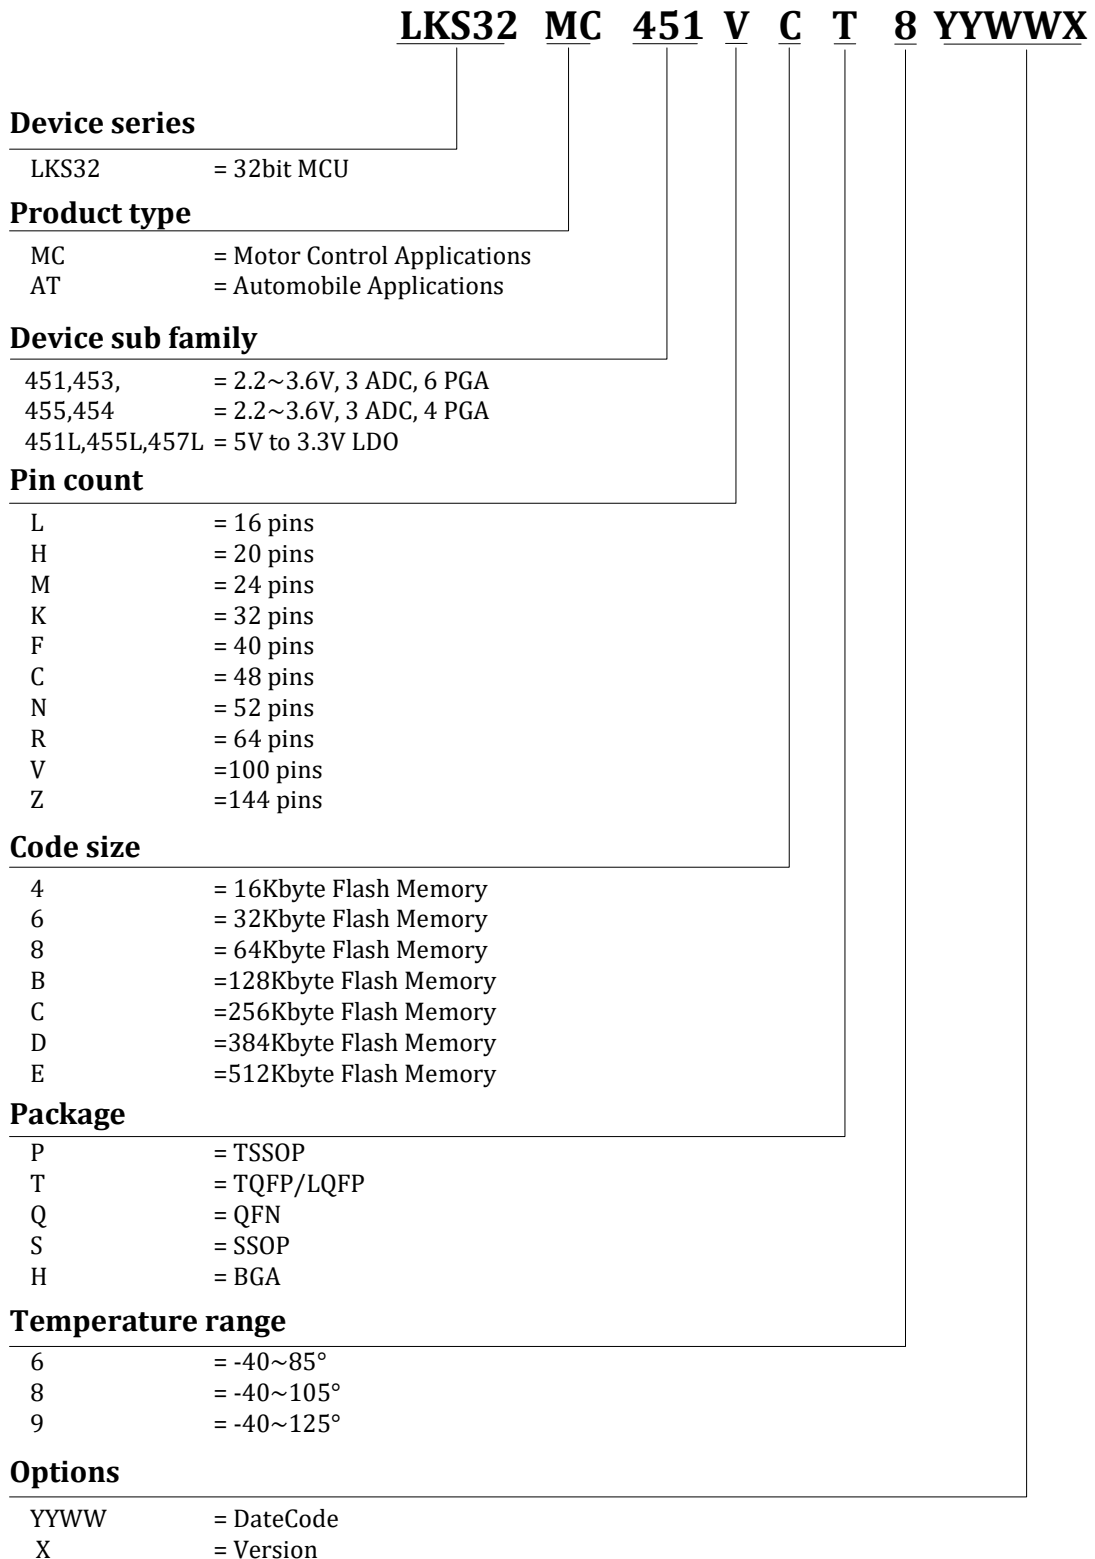 LKS32 MC 451 V C T 8 YYWWX
Device series
LKS32 = 32bit MCU
Product type
MC = Motor Control Applications
AT = Automobile Applications
Device sub family
451,453, = 2.2~3.6V, 3 ADC, 6 PGA
455,454 = 2.2~3.6V, 3 ADC, 4 PGA
451L,455L,457L = 5V to 3.3V LDO
Pin count
L = 16 pins
H = 20 pins
M = 24 pins
K = 32 pins
F = 40 pins
C = 48 pins
N = 52 pins
R = 64 pins
V =100 pins
Z =144 pins
Code size
4 = 16Kbyte Flash Memory
6 = 32Kbyte Flash Memory
8 = 64Kbyte Flash Memory
B =128Kbyte Flash Memory
C =256Kbyte Flash Memory
D =384Kbyte Flash Memory
E =512Kbyte Flash Memory
Package
P = TSSOP
T = TQFP/LQFP
Q = QFN
S = SSOP
H = BGA
Temperature range
6 = -40~85°
8 = -40~105°
9 = -40~125°
Options
YYWW = DateCode
X = Version